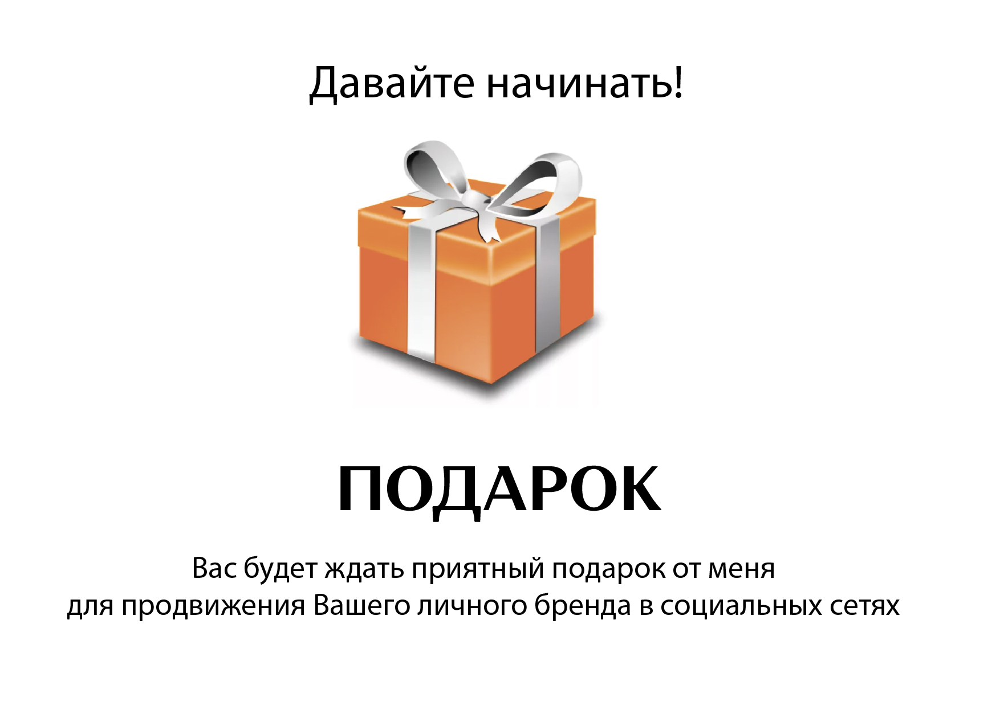 Давайте начинать!
ПОДАРОК
Вас будет ждать приятный подарок от меня
для продвижения Вашего личного бренда в социальных сетях